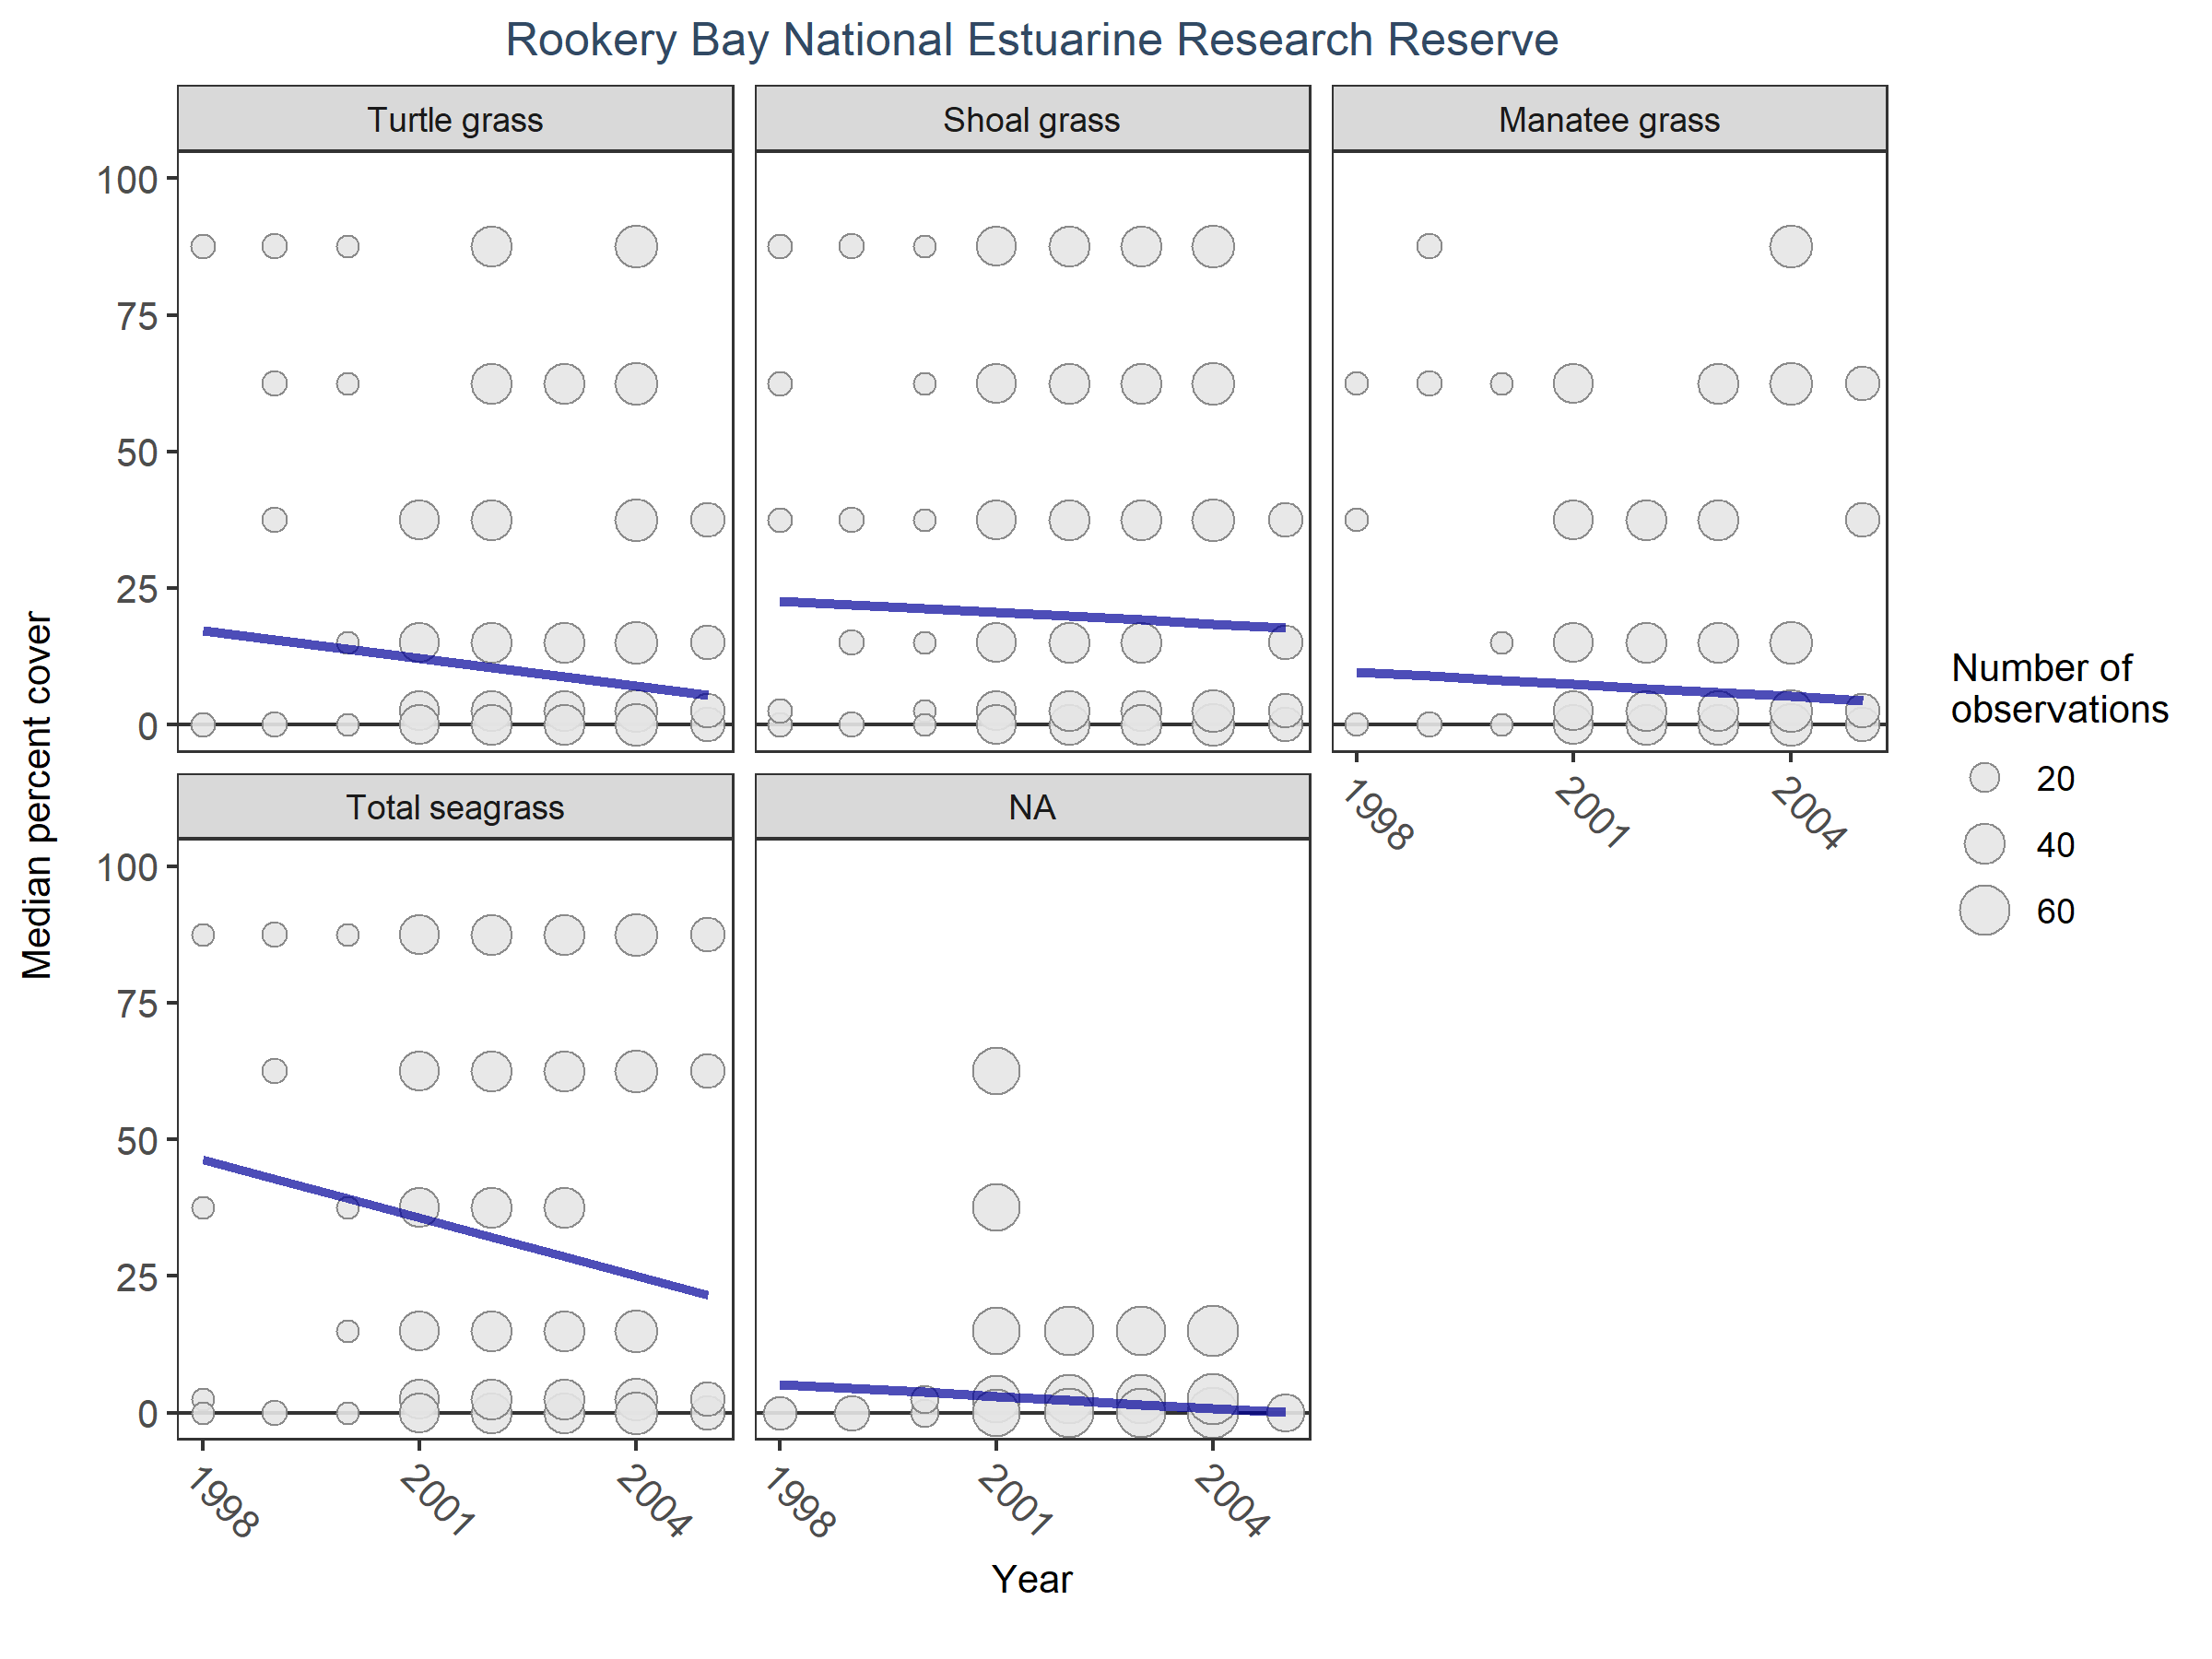 Rookery Bay National Estuarine Research Reserve
Turtle grass
Shoal grass
Manatee grass
100
75
50
25
0
Median percent cover
1998
2001
2004
Number of
observations
20
40
60
Total seagrass
NA
100
75
50
25
0
1998
2001
2004
1998
2001
2004
Year